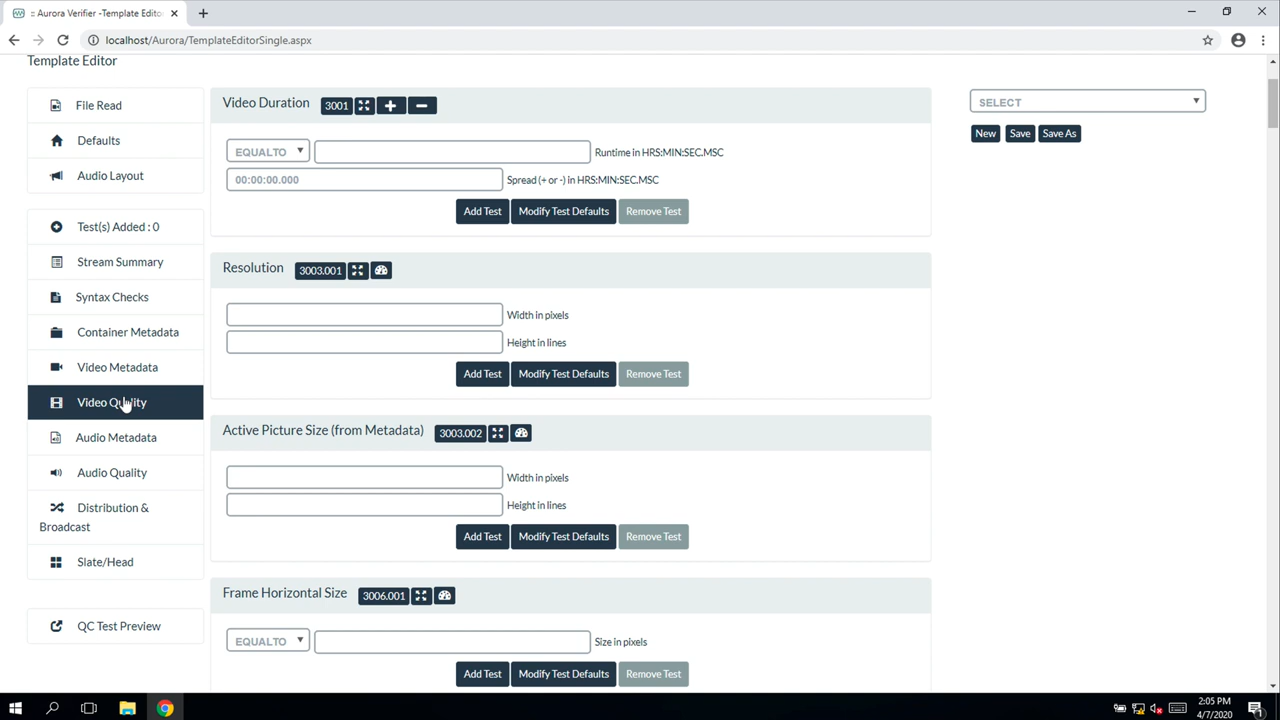 :: Aurora Verifier -Template Edito
localhost/Aurora/TemplateEditorSingle.aspx
Template Editor
File Read
Defaults
Audio Layout
Test(s) Added : 0
Stream Summary
Syntax Checks
Container Metadata
Video Metadata
Video Quality
Audio Metadata
Audio Quality
Distribution &
Broadcast
Slate/Head
QC Test Preview
Video Duration 3001
EQUALTO Runtime in HRS:MIN:SEC.MSC
00:00:00.000 Spread (+ or -) in HRS:MIN:SEC.MSC
Add Test Modify Test Defaults Remove Test
Resolution 3003.001
Width in pixels
Height in lines
Add Test Modify Test Defaults Remove Test
Active Picture Size (from Metadata) 3003.002
Width in pixels
Height in lines
Add Test Modify Test Defaults Remove Test
Frame Horizontal Size 3006.001
EQUALTO Size in pixels
Add Test Modify Test Defaults Remove Test
SELECT
New Save Save As
2:05 PM
4/7/2020
1